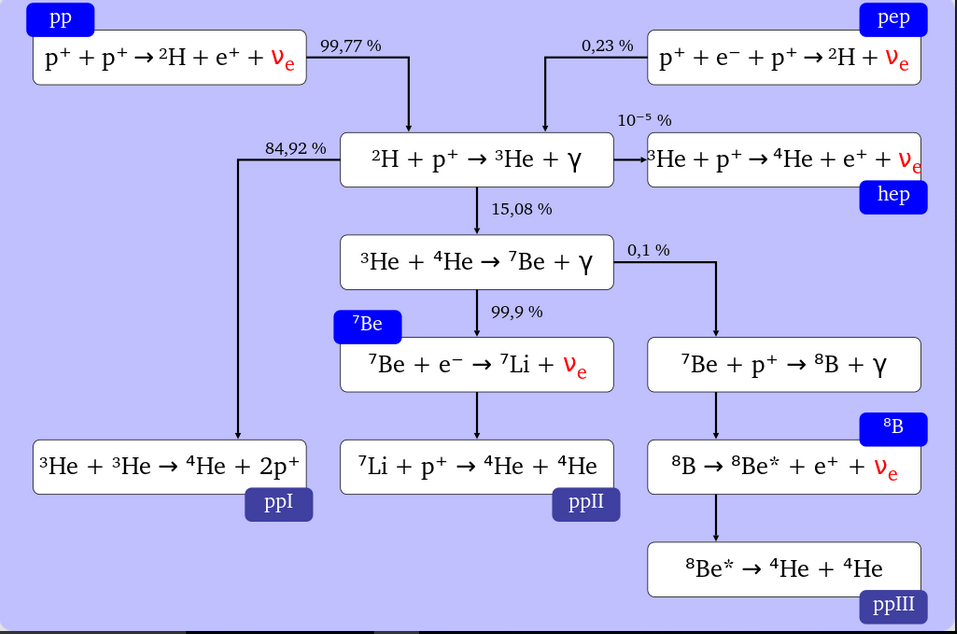 pp
p⁺ + p⁺ → ²H + e⁺ + νₑ
99,77 %
0,23 %
pep
p⁺ + e⁻ + p⁺ → ²H + νₑ
84,92 %
²H + p⁺ → ³He + γ
10⁻⁵ %
³He + p⁺ → ⁴He + e⁺ + νₑ
hep
15,08 %
³He + ⁴He → ⁷Be + γ
0,1 %
99,9 %
⁷Be
⁷Be + e⁻ → ⁷Li + νₑ
⁷Be + p⁺ → ⁸B + γ
³He + ³He → ⁴He + 2p⁺
ppI
⁷Li + p⁺ → ⁴He + ⁴He
ppII
⁸B
⁸B → ⁸Be* + e⁺ + νₑ
⁸Be* → ⁴He + ⁴He
ppIII